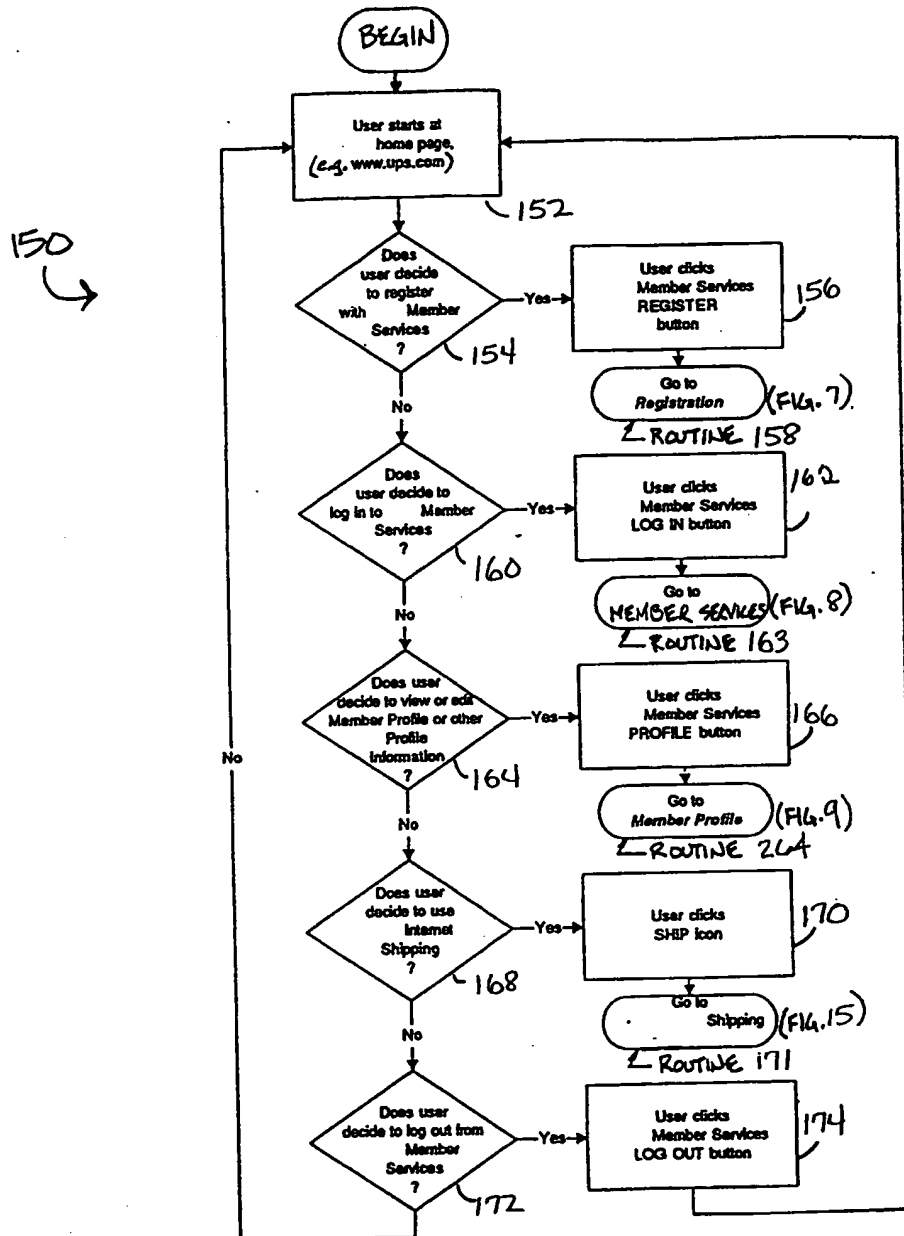 BEGIN
User starts at
home page,
(e.g. www.ups.com)
152
150
Does
user decide
to register
with Member
Services
?
154
Yes
User clicks
Member Services
REGISTER
button
156
Go to
Registration
(FIG. 7)
ROUTINE 158
No
Does
user decide to
log in to Member
Services
?
160
Yes
User clicks
Member Services
LOG IN button
162
Go to
MEMBER SERVICES
(FIG. 8)
ROUTINE 163
No
Does user
decide to view or edit
Member Profile or other
Profile
Information
?
164
Yes
User clicks
Member Services
PROFILE button
166
Go to
Member Profile
(FIG. 9)
ROUTINE 264
No
No
Does user
decide to use
Internet
Shipping
?
168
Yes
User clicks
SHIP icon
170
Go to
Shipping
(FIG. 15)
ROUTINE 171
No
Does user
decide to log out from
Member
Services
?
172
Yes
User clicks
Member Services
LOG OUT button
174